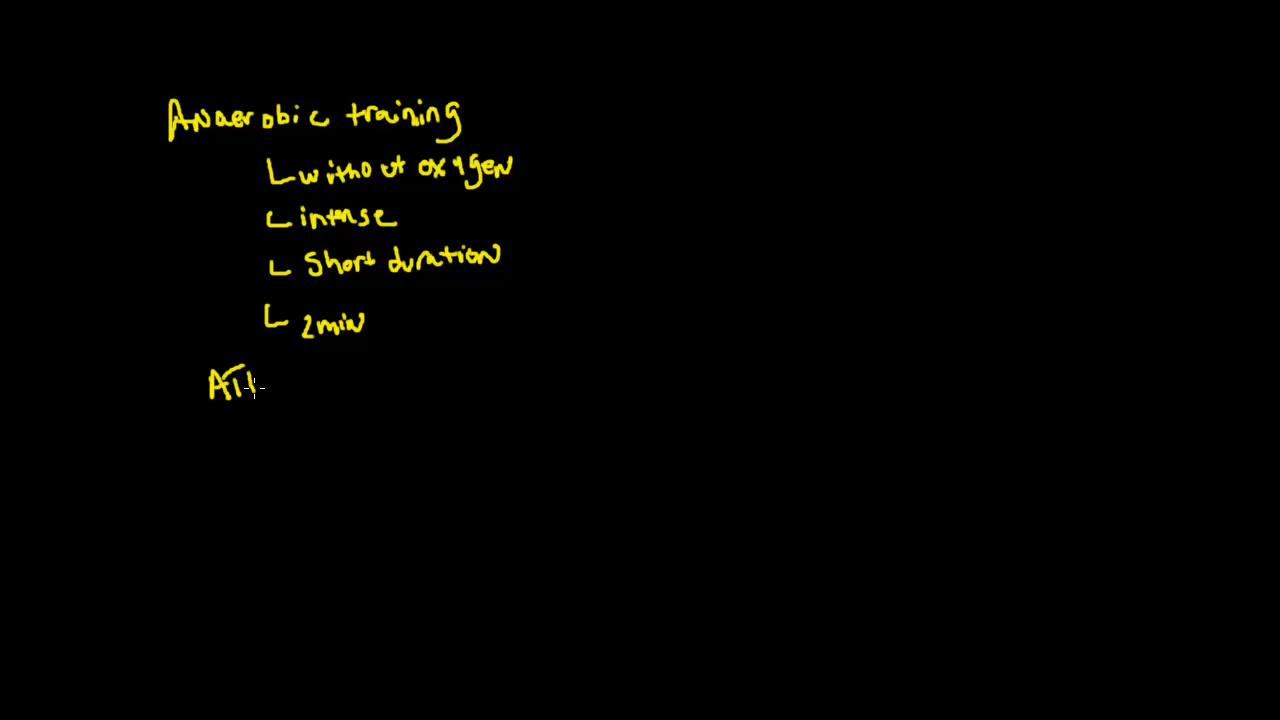 Anaerobic training
without oxygen
intense
short duration
2min